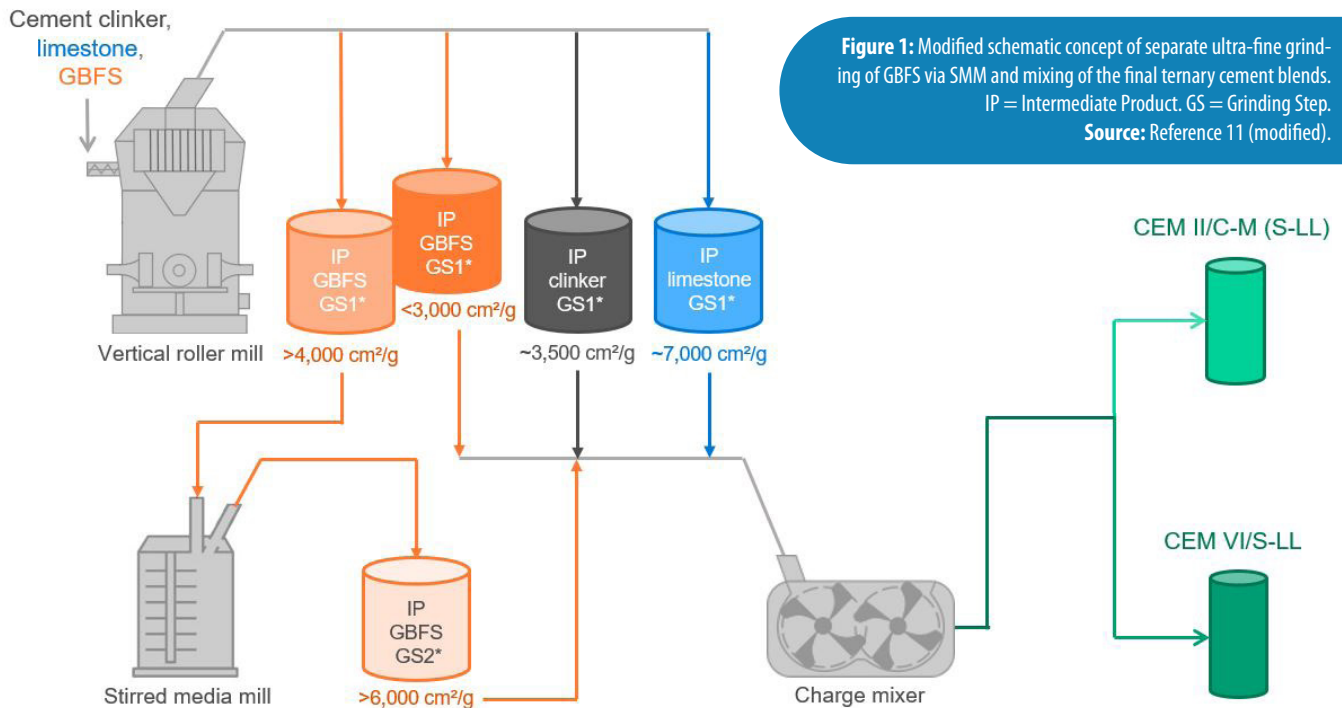 Cement clinker,
limestone,
GBFS
Figure 1: Modified schematic concept of separate ultra-fine grind-
ing of GBFS via SMM and mixing of the final ternary cement blends.
IP = Intermediate Product. GS = Grinding Step.
Source: Reference 11 (modified).
Vertical roller mill
IP
GBFS
GS1*
>4,000 cm²/g
IP
GBFS
GS1*
<3,000 cm²/g
IP
clinker
GS1*
~3,500 cm²/g
IP
limestone
GS1*
~7,000 cm²/g
CEM II/C-M (S-LL)
Stirred media mill
IP
GBFS
GS2*
>6,000 cm²/g
Charge mixer
CEM VI/S-LL